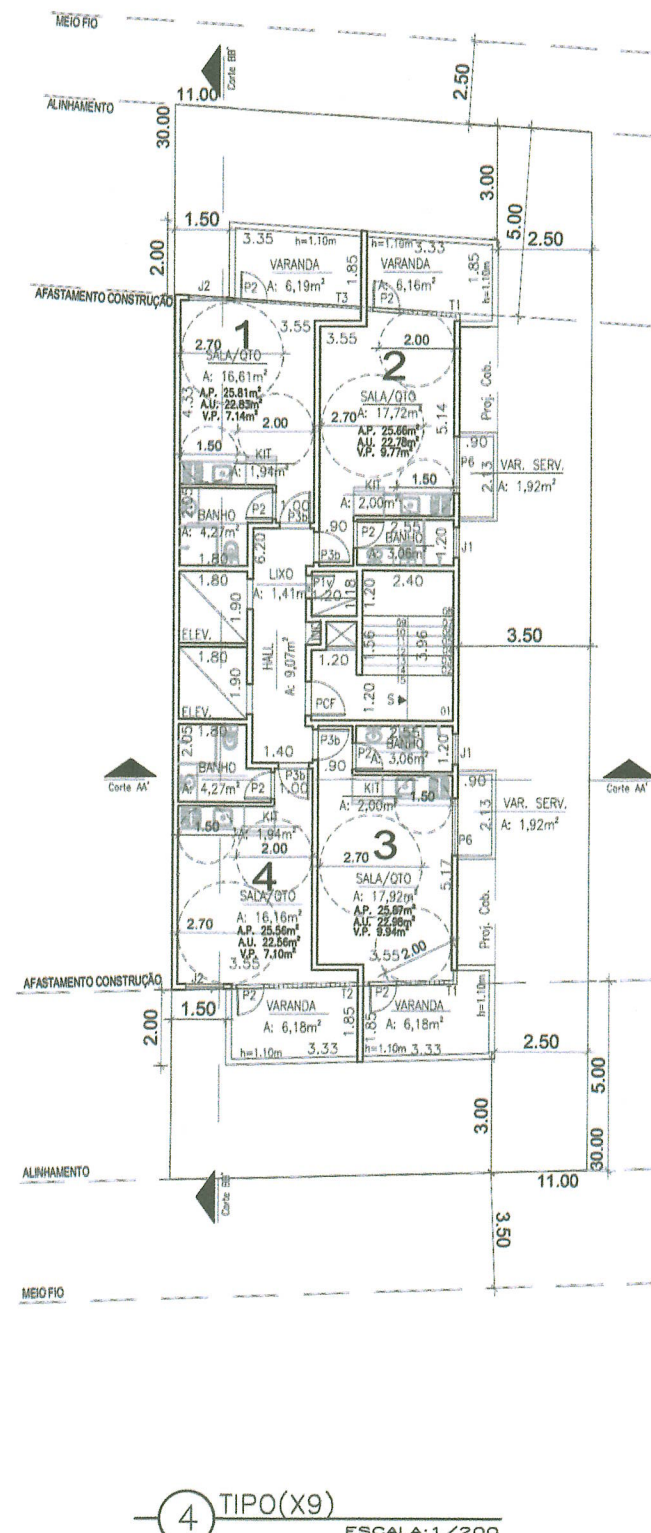 MEIO FIO
Corte BB'
2.50
11.00
ALINHAMENTO
30.00
3.00
5.00
1.50
2.50
2.00
3.35
h=1.10m
h=1.10m
3.33
VARANDA
A: 6,19m²
1.85
VARANDA
A: 6,16m²
1.85
h=1.10m
AFASTAMENTO CONSTRUÇÃO
J2
P2
T3
P2
T1
1
3.55
3.55
2.00
2.70
SALA/QTO
A: 16,61m²
A.P. 25.81m²
A.U. 22.83m²
V.P. 7.14m²
4.33
2.00
2
SALA/QTO
A: 17,72m²
2.70
A.P. 25.66m²
A.U. 22.78m²
V.P. 9.77m²
5.14
Proj. Cob.
.90
1.50
KIT
A: 1,94m²
KIT
A: 2,00m²
1.50
P6
2.13
VAR. SERV.
A: 1,92m²
2.05
BANHO
A: 4,27m²
P2
1.00
P3b
.90
P2
2.55
BANHO
A: 3,06m²
1.20
J1
1.80
6.20
P3b
1.80
LIXO
A: 1,41m²
P1v
1.20
1.18
1.20
2.40
1.90
ELEV.
1.56
3.96
3.50
1.80
HALL
A: 9,07m²
1.20
1.90
ELEV.
PCF
1.20
S
01
1.80
2.05
P3b
2.55
BANHO
A: 3,06m²
P2
1.20
J1
1.40
.90
BANHO
A: 4,27m²
P2
P3b
1.00
Corte AA'
KIT
A: 2,00m²
1.50
.90
Corte AA'
KIT
A: 1,94m²
1.50
2.00
P6
2.13
VAR. SERV.
A: 1,92m²
3
2.70
SALA/QTO
A: 17,92m²
A.P. 25.87m²
A.U. 22.98m²
V.P. 9.94m²
5.17
Proj. Cob.
4
SALA/QTO
A: 16,16m²
A.P. 25.56m²
A.U. 22.56m²
V.P. 7.10m²
2.70
3.55
3.55
2.00
AFASTAMENTO CONSTRUÇÃO
J2
P2
T2
P2
T1
1.50
VARANDA
A: 6,18m²
1.85
1.85
VARANDA
A: 6,18m²
h=1.10m
2.00
h=1.10m
3.33
h=1.10m
3.33
2.50
5.00
3.00
30.00
ALINHAMENTO
11.00
Corte BB'
3.50
MEIO FIO
4
TIPO(X9)
ESCALA:1/200